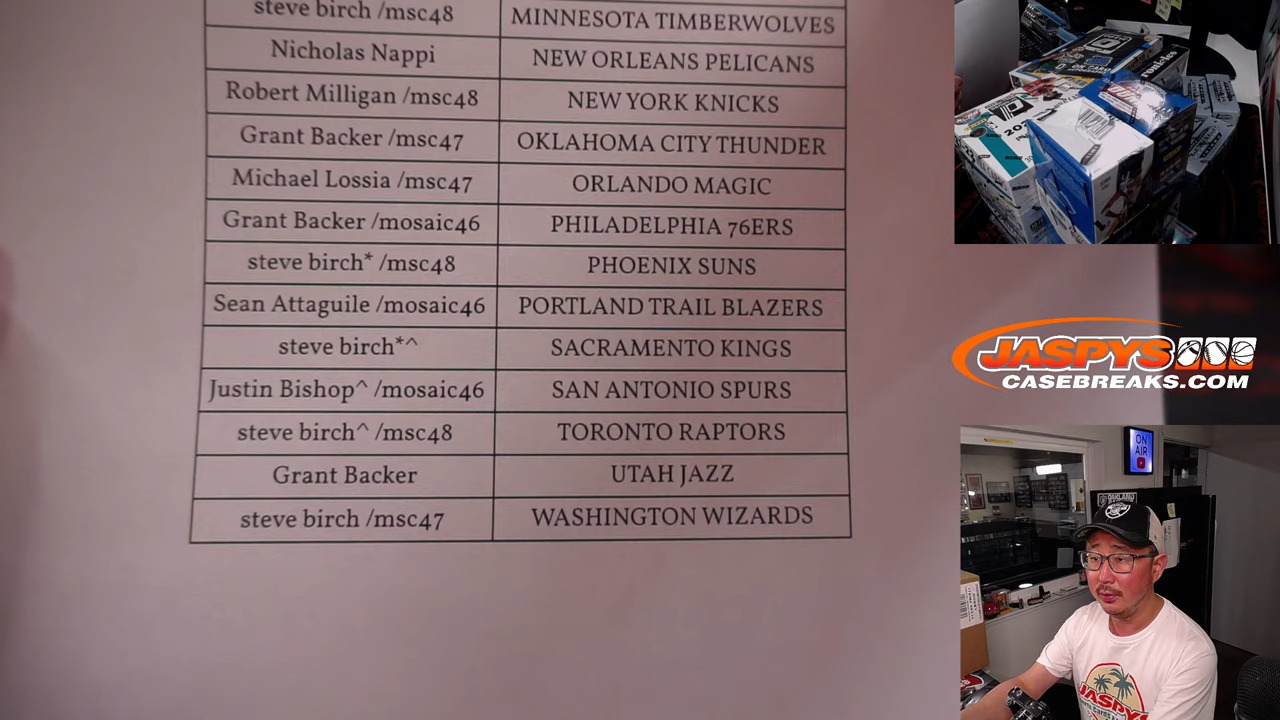 steve birch /msc48 MINNESOTA TIMBERWOLVES
Nicholas Nappi NEW ORLEANS PELICANS
Robert Milligan /msc48 NEW YORK KNICKS
Grant Backer /msc47 OKLAHOMA CITY THUNDER
Michael Lossia /msc47 ORLANDO MAGIC
Grant Backer /mosaic46 PHILADELPHIA 76ERS
steve birch* /msc48 PHOENIX SUNS
Sean Attaguile /mosaic46 PORTLAND TRAIL BLAZERS
steve birch*^ SACRAMENTO KINGS
Justin Bishop^ /mosaic46 SAN ANTONIO SPURS
steve birch^ /msc48 TORONTO RAPTORS
Grant Backer UTAH JAZZ
steve birch /msc47 WASHINGTON WIZARDS
JASPYS
CASEBREAKS.COM
ON
AIR
OAKLAND
JASPYS